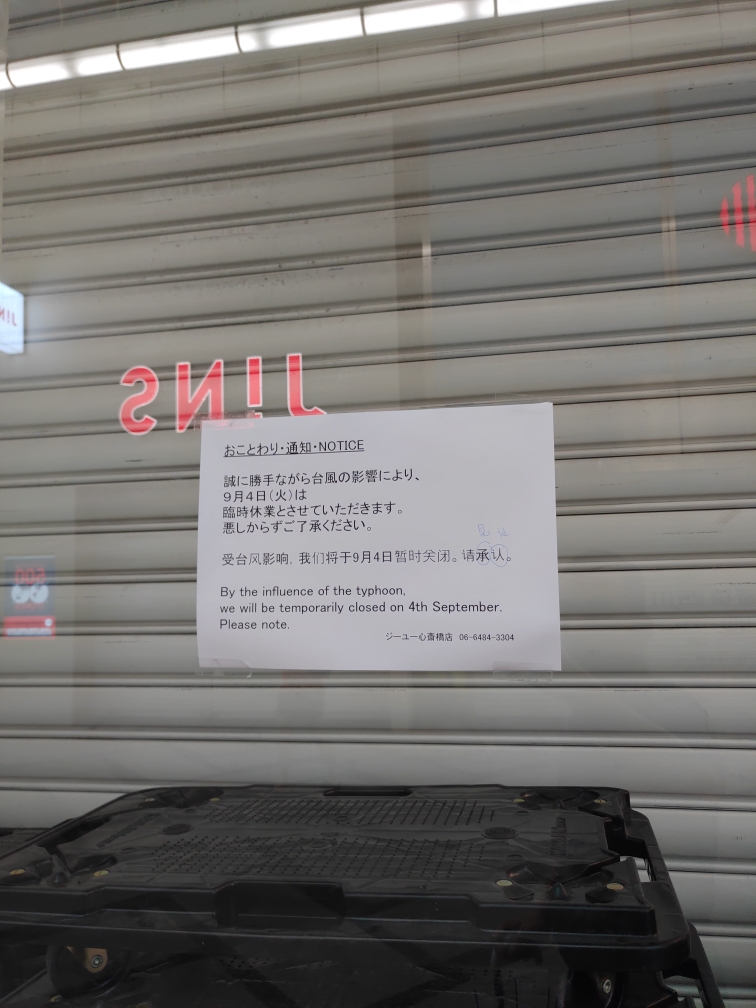 JINS
おことわり・通知・NOTICE
誠に勝手ながら台風の影響により、
9月4日(火)は
臨時休業とさせていただきます。
悪しからずご了承ください。
受台风影响，我们将于9月4日暂时关闭。请承认。
By the influence of the typhoon,
we will be temporarily closed on 4th September.
Please note.
ジーユー心斎橋店 06-6484-3304